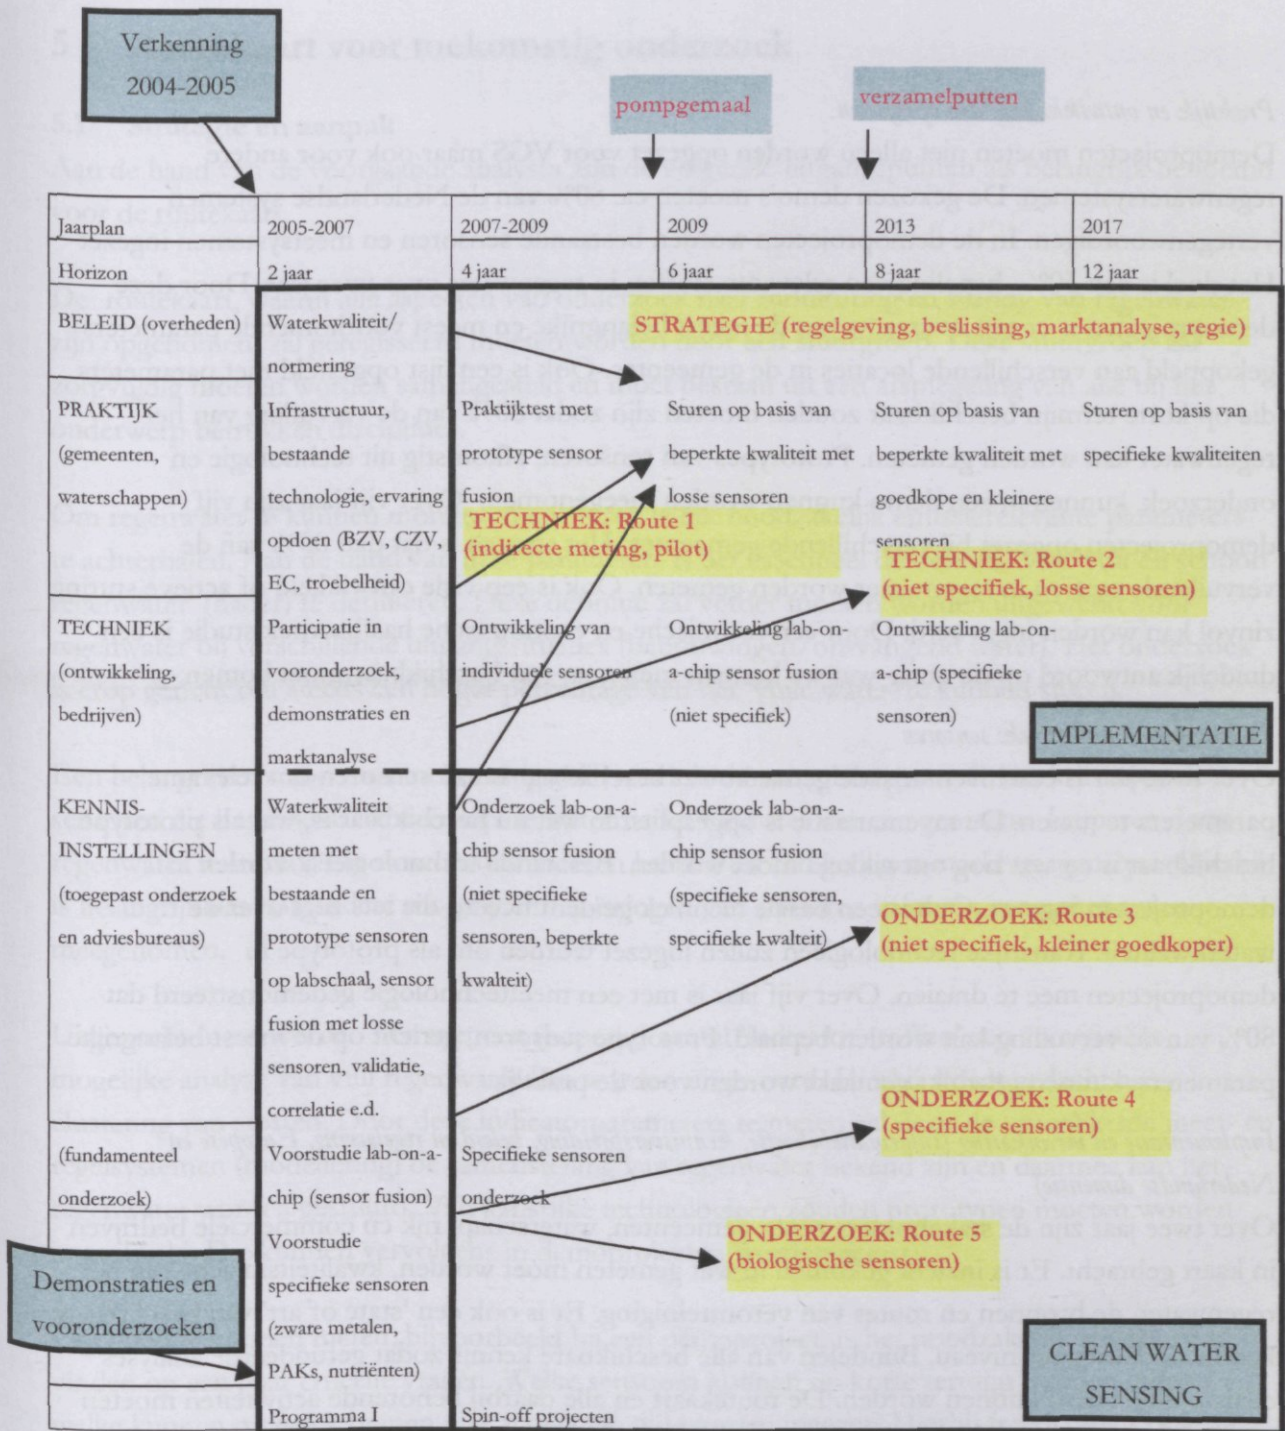 Verkenning
2004-2005
pompgemaal
verzamelputten
Jaarplan
2005-2007
2007-2009
2009
2013
2017
Horizon
2 jaar
4 jaar
6 jaar
8 jaar
12 jaar
BELEID (overheden)
Waterkwaliteit/
normering
STRATEGIE (regelgeving, beslissing, marktanalyse, regie)
PRAKTIJK
(gemeenten,
waterschappen)
Infrastructuur,
bestaande
technologie, ervaring
opdoen (BZV, CZV,
EC, troebelheid)
Praktijktest met
prototype sensor
fusion
Sturen op basis van
beperkte kwaliteit met
losse sensoren
Sturen op basis van
beperkte kwaliteit met
goedkope en kleinere
sensoren
Sturen op basis van
specifieke kwaliteiten
TECHNIEK: Route 1
(indirecte meting, pilot)
TECHNIEK: Route 2
(niet specifiek, losse sensoren)
TECHNIEK
(ontwikkeling,
bedrijven)
Participatie in
vooronderzoek,
demonstraties en
marktanalyse
Ontwikkeling van
individuele sensoren
Ontwikkeling lab-on-
a-chip sensor fusion
(niet specifiek)
Ontwikkeling lab-on-
a-chip (specifieke
sensoren)
IMPLEMENTATIE
KENNIS-
INSTELLINGEN
(toegepast onderzoek
en adviesbureaus)
Waterkwaliteit
meten met
bestaande en
prototype sensoren
op labschaal, sensor
fusion met losse
sensoren, validatie,
correlatie e.d.
Onderzoek lab-on-a-
chip sensor fusion
(niet specifieke
sensoren, beperkte
kwalteit)
Onderzoek lab-on-a-
chip sensor fusion
(specifieke sensoren,
specifieke kwalteit)
ONDERZOEK: Route 3
(niet specifiek, kleiner goedkoper)
ONDERZOEK: Route 4
(specifieke sensoren)
(fundamenteel
onderzoek)
Voorstudie lab-on-a-
chip (sensor fusion)
Specifieke sensoren
onderzoek
Voorstudie
specifieke sensoren
(zware metalen,
PAKs, nutriënten)
ONDERZOEK: Route 5
(biologische sensoren)
Demonstraties en
vooronderzoeken
CLEAN WATER
SENSING
Programma I
Spin-off projecten